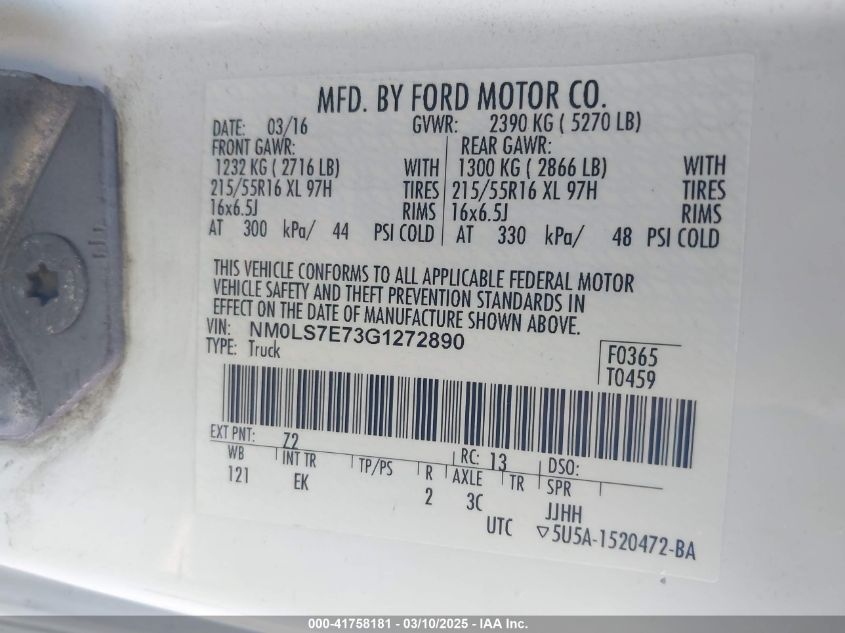 MFD. BY FORD MOTOR CO.
DATE: 03/16 GVWR: 2390 KG ( 5270 LB)
FRONT GAWR: REAR GAWR:
1232 KG ( 2716 LB) WITH 1300 KG ( 2866 LB) WITH
215/55R16 XL 97H TIRES 215/55R16 XL 97H TIRES
16x6.5J RIMS 16x6.5J RIMS
AT 300 kPa/ 44 PSI COLD AT 330 kPa/ 48 PSI COLD
THIS VEHICLE CONFORMS TO ALL APPLICABLE FEDERAL MOTOR
VEHICLE SAFETY AND THEFT PREVENTION STANDARDS IN
EFFECT ON THE DATE OF MANUFACTURE SHOWN ABOVE.
VIN: NM0LS7E73G1272890
TYPE: Truck
F0365
T0459
EXT PNT: Z2 RC: 13 DSO:
WB INT TR TP/PS R AXLE TR SPR
121 EK 2 3C JJHH
UTC ▽5U5A-1520472-BA
000-41758181 - 03/10/2025 - IAA Inc.